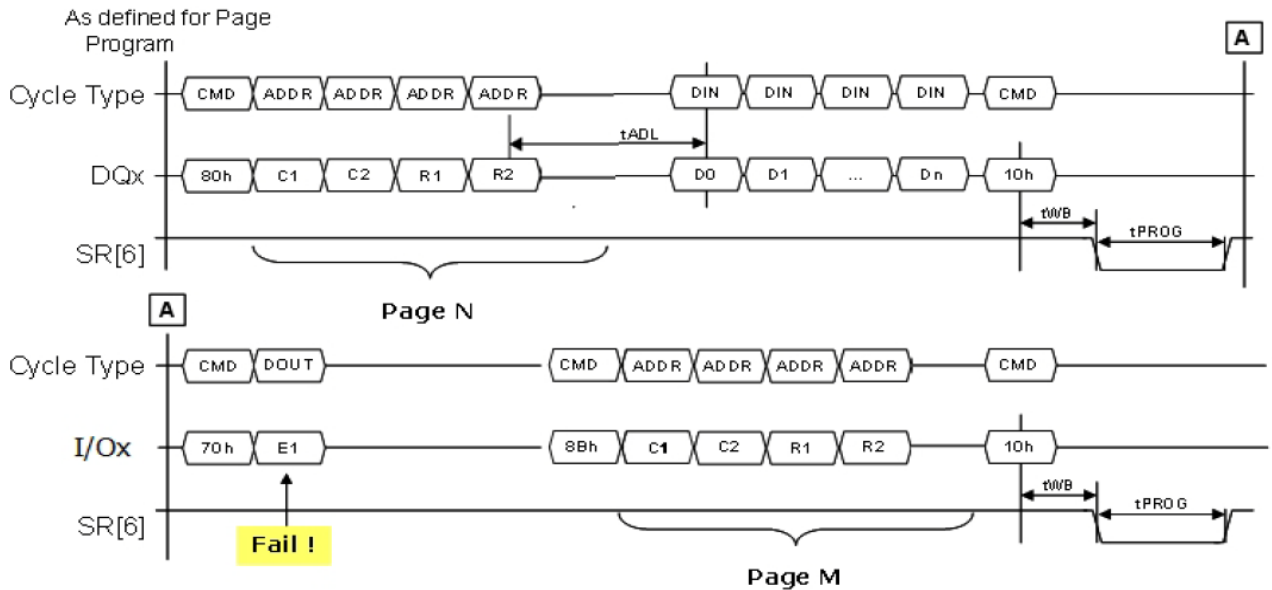 As defined for Page
Program
A
Cycle Type CMD ADDR ADDR ADDR ADDR DIN DIN DIN DIN CMD
tADL
DQx 80h C1 C2 R1 R2 D0 D1 ... Dn 10h
tWB
tPROG
SR[6]
Page N
A
Cycle Type CMD DOUT CMD ADDR ADDR ADDR ADDR CMD
I/Ox 70h E1 8Bh C1 C2 R1 R2 10h
tWB
tPROG
SR[6]
Fail !
Page M